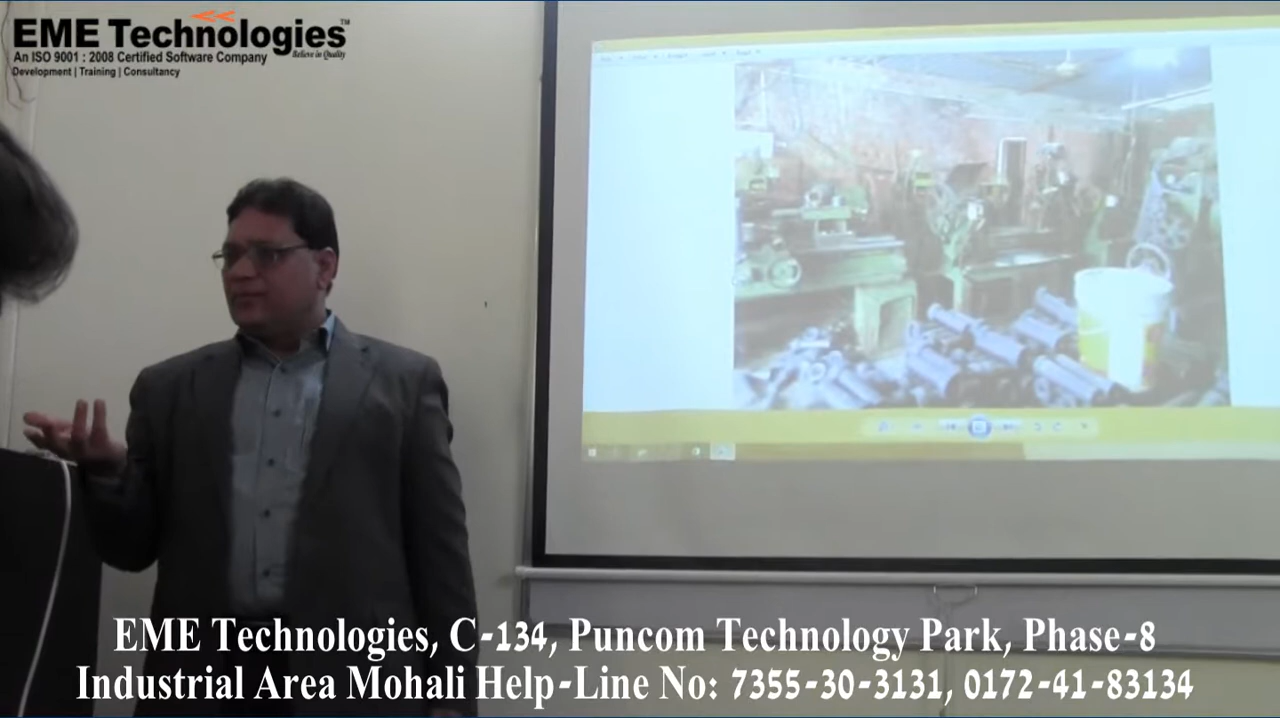 EME Technologies™
An ISO 9001 : 2008 Certified Software Company
Believe in Quality
Development | Training | Consultancy
EME Technologies, C-134, Puncom Technology Park, Phase-8
Industrial Area Mohali Help-Line No: 7355-30-3131, 0172-41-83134